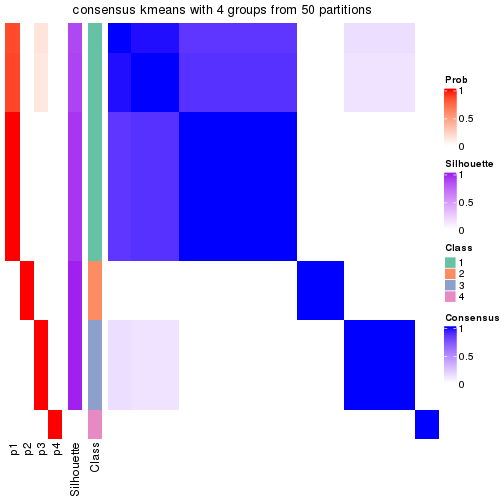 consensus kmeans with 4 groups from 50 partitions
Prob
1
0.5
0
Silhouette
1
0.5
0
Class
1
2
3
4
Consensus
1
0.5
0
p1
p2
p3
p4
Silhouette
Class